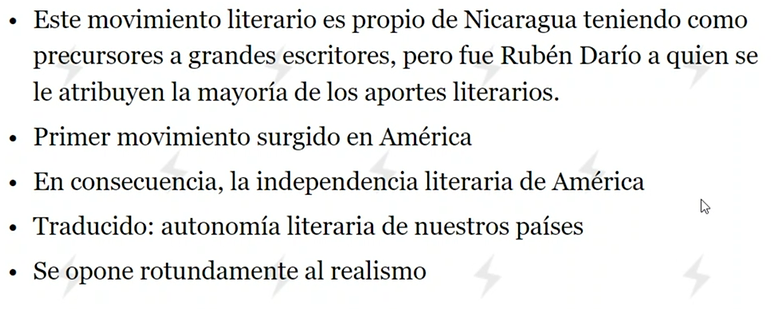 • Este movimiento literario es propio de Nicaragua teniendo como
precursores a grandes escritores, pero fue Rubén Darío a quien se
le atribuyen la mayoría de los aportes literarios.
• Primer movimiento surgido en América
• En consecuencia, la independencia literaria de América
• Traducido: autonomía literaria de nuestros países
• Se opone rotundamente al realismo